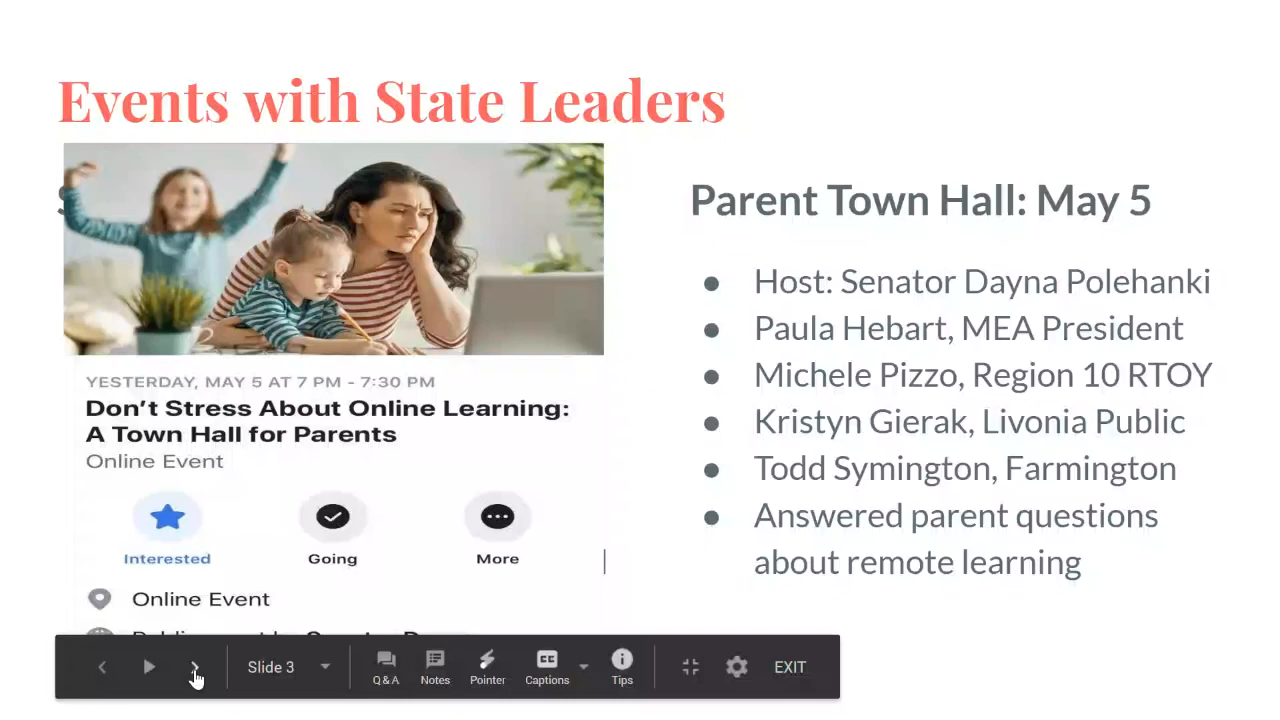 Events with State Leaders
Parent Town Hall: May 5
● Host: Senator Dayna Polehanki
● Paula Hebart, MEA President
● Michele Pizzo, Region 10 RTOY
● Kristyn Gierak, Livonia Public
● Todd Symington, Farmington
● Answered parent questions
about remote learning
YESTERDAY, MAY 5 AT 7 PM - 7:30 PM
Don't Stress About Online Learning:
A Town Hall for Parents
Online Event
Interested Going More
Online Event
Slide 3 Q&A Notes Pointer CC Captions Tips EXIT